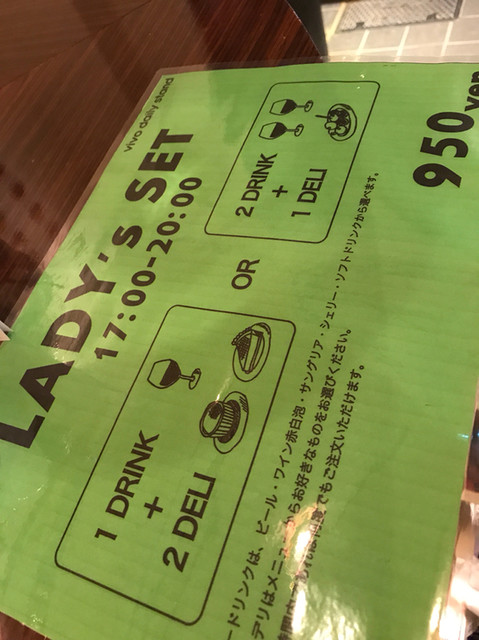 vivo daily stand
LADY's SET
17:00-20:00
1 DRINK
+
2 DELI
OR
2 DRINK
+
1 DELI
ードリンクは、ビール・ワイン赤白泡・サングリア・シェリー・ソフトドリンクから選べます。
デリはメニ からお好きなものをお選びください。
でもご注文いただけます。
950yen